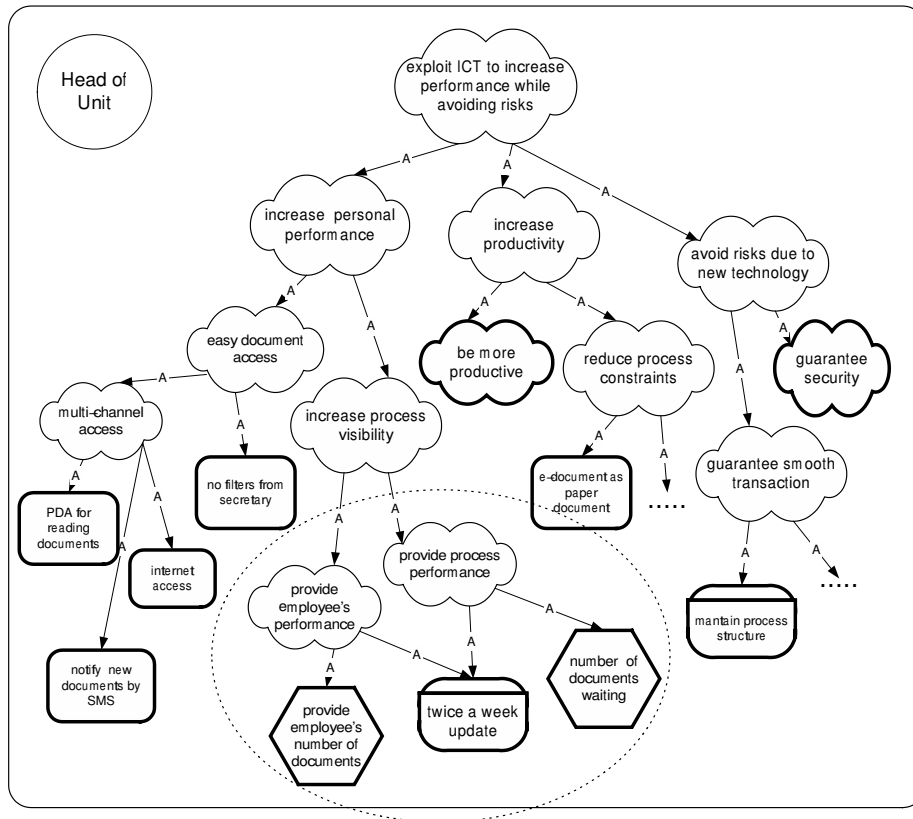 Head of
Unit
exploit ICT to increase
performance while
avoiding risks
A
A
A
increase personal
performance
increase
productivity
avoid risks due to
new technology
A
A
A
A
A
A
easy document
access
be more
productive
reduce process
constraints
guarantee
security
A
A
multi-channel
access
increase process
visibility
A
A
guarantee smooth
transaction
A
A
A
no filters from
secretary
e-document as
paper
document
.....
PDA for
reading
documents
A
A
A
A
internet
access
provide process
performance
provide
employee's
performance
A
A
.....
A
A
A
A
mantain process
structure
notify new
documents by
SMS
number of
documents
waiting
provide
employee's
number of
documents
twice a week
update